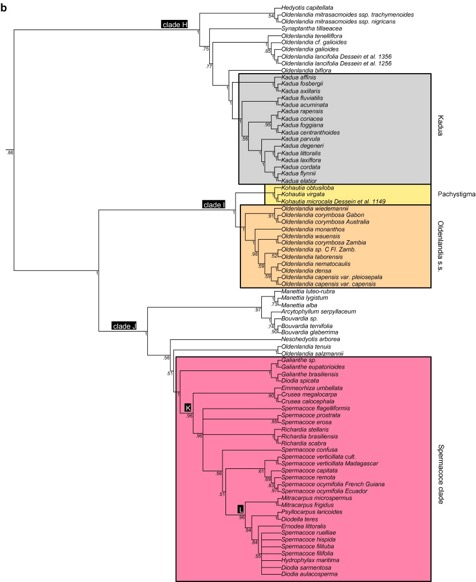 b
Hedyotis capitellata
Oldenlandia mitrasacmoides ssp. trachymenoides
Oldenlandia mitrasacmoides ssp. nigricans
Synaptantha tillaeacea
Oldenlandia tenelliflora
Oldenlandia cf. galioides
Oldenlandia galioides
Oldenlandia lancifolia Dessein et al. 1356
Oldenlandia lancifolia Dessein et al. 1256
Oldenlandia biflora
clade H
Kadua affinis
Kadua fosbergii
Kadua axillaris
Kadua fluviatilis
Kadua acuminata
Kadua rapensis
Kadua coriacea
Kadua foggiana
Kadua centranthoides
Kadua parvula
Kadua degeneri
Kadua littoralis
Kadua laxiflora
Kadua cordata
Kadua flynnii
Kadua elatior
Kadua
Kohautia obtusiloba
Kohautia virgata
Kohautia microcala Dessein et al. 1149
Pachystigma
clade I
Oldenlandia wiedemannii
Oldenlandia corymbosa Gabon
Oldenlandia corymbosa Australia
Oldenlandia moranthos
Oldenlandia wauensis
Oldenlandia corymbosa Zambia
Oldenlandia sp. C Fl. Zamb.
Oldenlandia taborensis
Oldenlandia nematocaulis
Oldenlandia densa
Oldenlandia capensis var. pleiosepala
Oldenlandia capensis var. capensis
Oldenlandia s.s.
Manettia luteo-rubra
Manettia lygistum
Manettia alba
Arcytophyllum serpyllaceum
Bouvardia sp.
Bouvardia ternifolia
Bouvardia glaberrima
clade J
Nesohedyotis arborea
Oldenlandia tenuis
Oldenlandia salzmannii
Galianthe sp.
Galianthe eupatorioides
Galianthe brasiliensis
Diodia spicata
Emmeorhiza umbellata
Crusea megalocarpa
Crusea calocephala
K
Spermacoce flagelliformis
Spermacoce prostrata
Spermacoce erosa
Richardia stellaris
Richardia brasiliensis
Richardia scabra
Spermacoce confusa
Spermacoce verticillata cult.
Spermacoce verticillata Madagascar
Spermacoce capitata
Spermacoce remota
Spermacoce ocymifolia French Guiana
Spermacoce ocymifolia Ecuador
Mitracarpus microspermus
Mitracarpus frigidus
L
Psyllocarpus laricoides
Diodella teres
Ernodea littoralis
Spermacoce ruelliae
Spermacoce hispida
Spermacoce filituba
Spermacoce filifolia
Hydrophylax maritima
Diodia sarmentosa
Diodia aulacosperma
Spermacoce clade